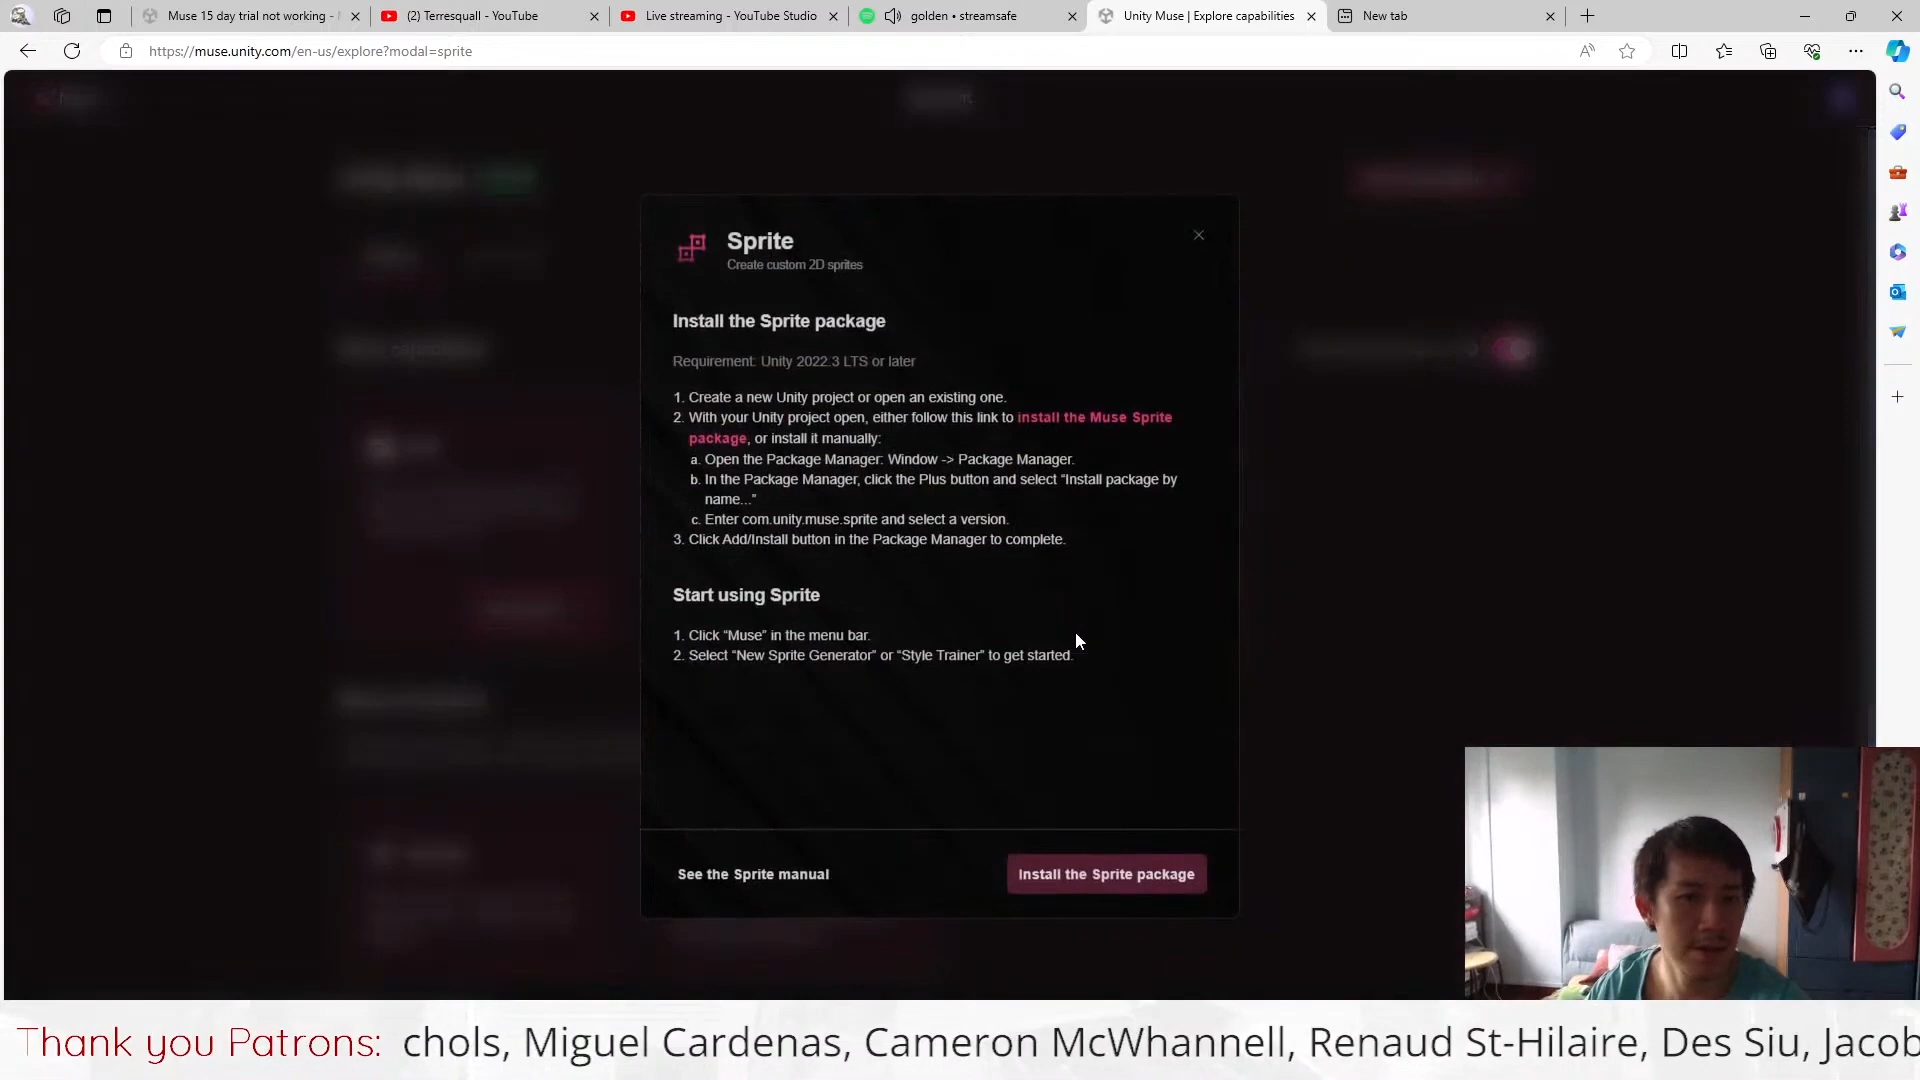 Muse 15 day trial not working -
(2) Terresquall - YouTube
Live streaming - YouTube Studio
golden • streamsafe
Unity Muse | Explore capabilities
New tab
https://muse.unity.com/en-us/explore?modal=sprite
Sprite
Create custom 2D sprites
Install the Sprite package
Requirement: Unity 2022.3 LTS or later
1. Create a new Unity project or open an existing one.
2. With your Unity project open, either follow this link to install the Muse Sprite
package, or install it manually:
a. Open the Package Manager: Window -> Package Manager.
b. In the Package Manager, click the Plus button and select “Install package by
name...”
c. Enter com.unity.muse.sprite and select a version.
3. Click Add/Install button in the Package Manager to complete.
Start using Sprite
1. Click “Muse” in the menu bar.
2. Select “New Sprite Generator” or “Style Trainer” to get started.
See the Sprite manual
Install the Sprite package
Thank you Patrons: chols, Miguel Cardenas, Cameron McWhannell, Renaud St-Hilaire, Des Siu, Jacob